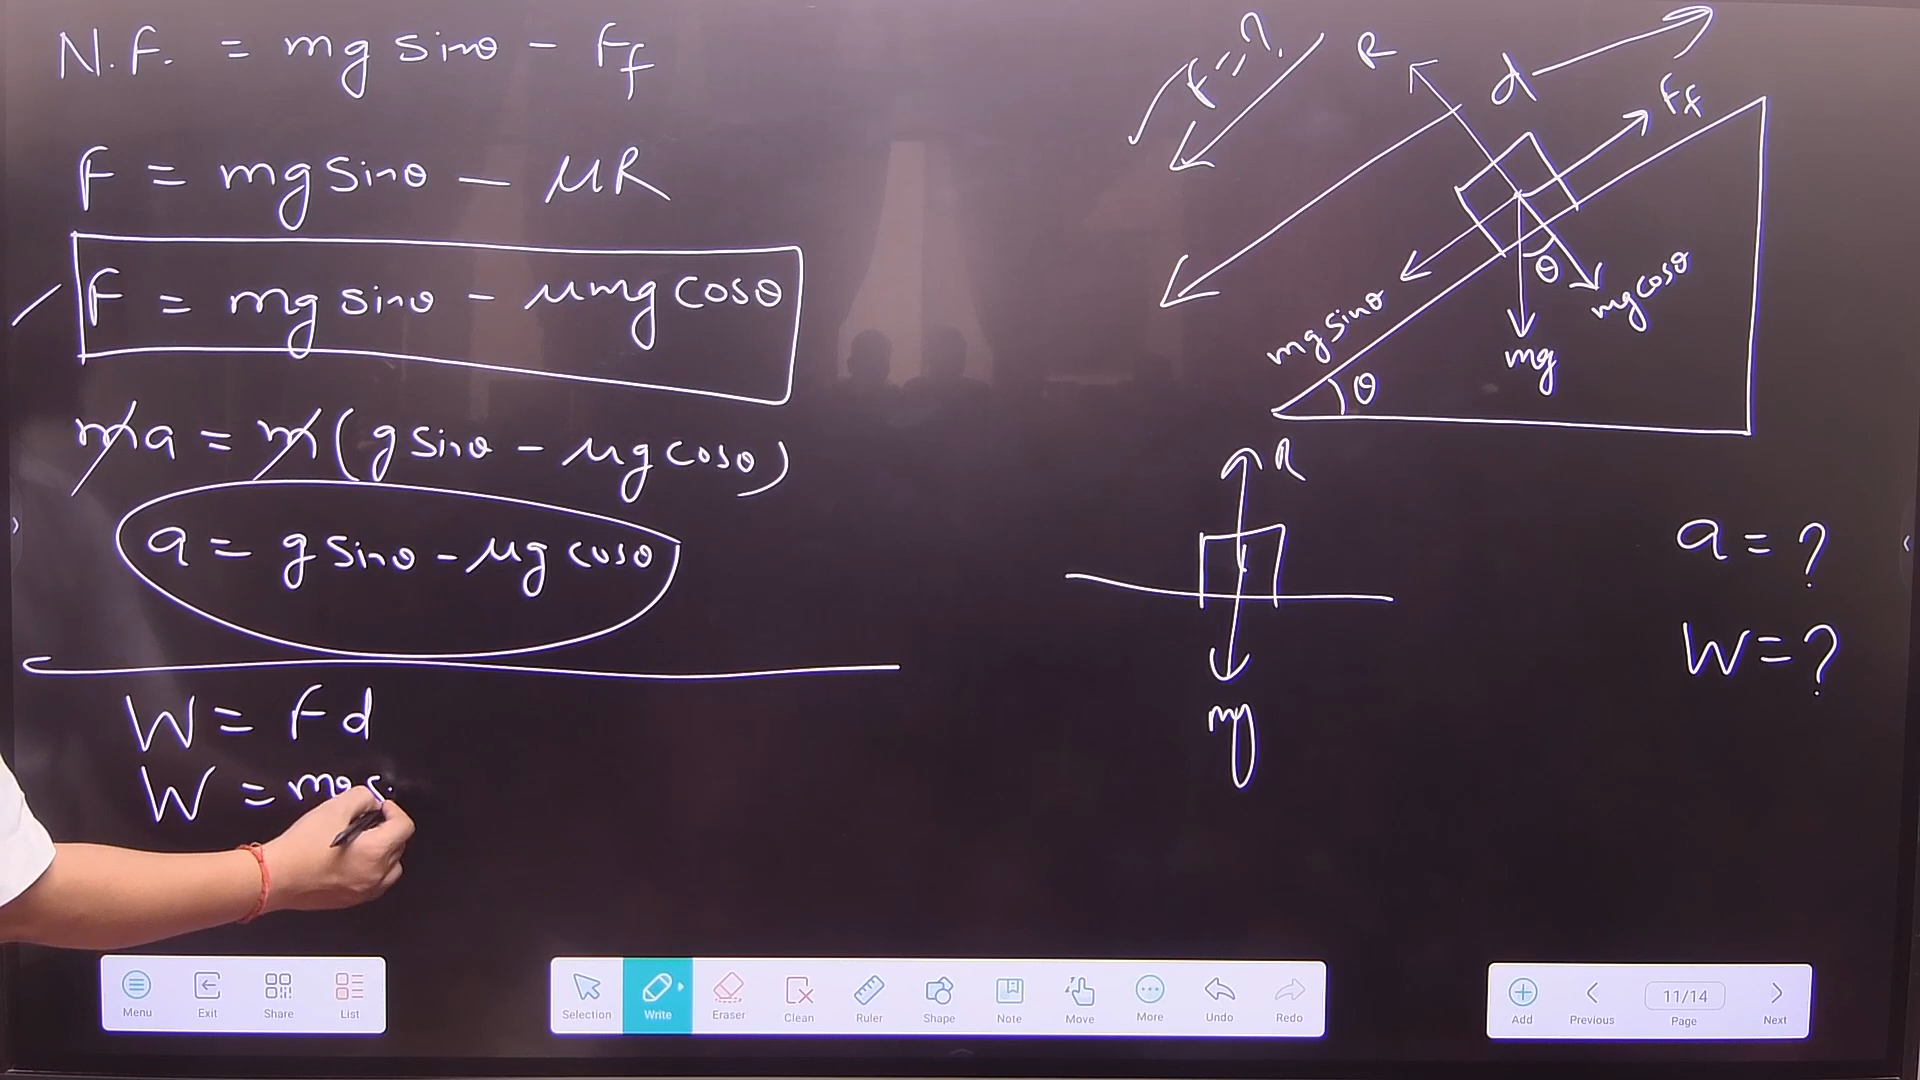 N.F. = mg sinθ - Ff
F = mg sinθ - μR
F = mg sinθ - μmg cosθ
ma = m(g sinθ - μg cosθ)
a = g sinθ - μg cosθ
W = Fd
W = mg s
F = ?
R
d
Ff
mg sinθ
θ
mg cosθ
mg
θ
R
mg
a = ?
W = ?
Menu Exit Share List
Selection Write Eraser Clean Ruler Shape Note Move More Undo Redo
Add Previous 11/14 Page Next